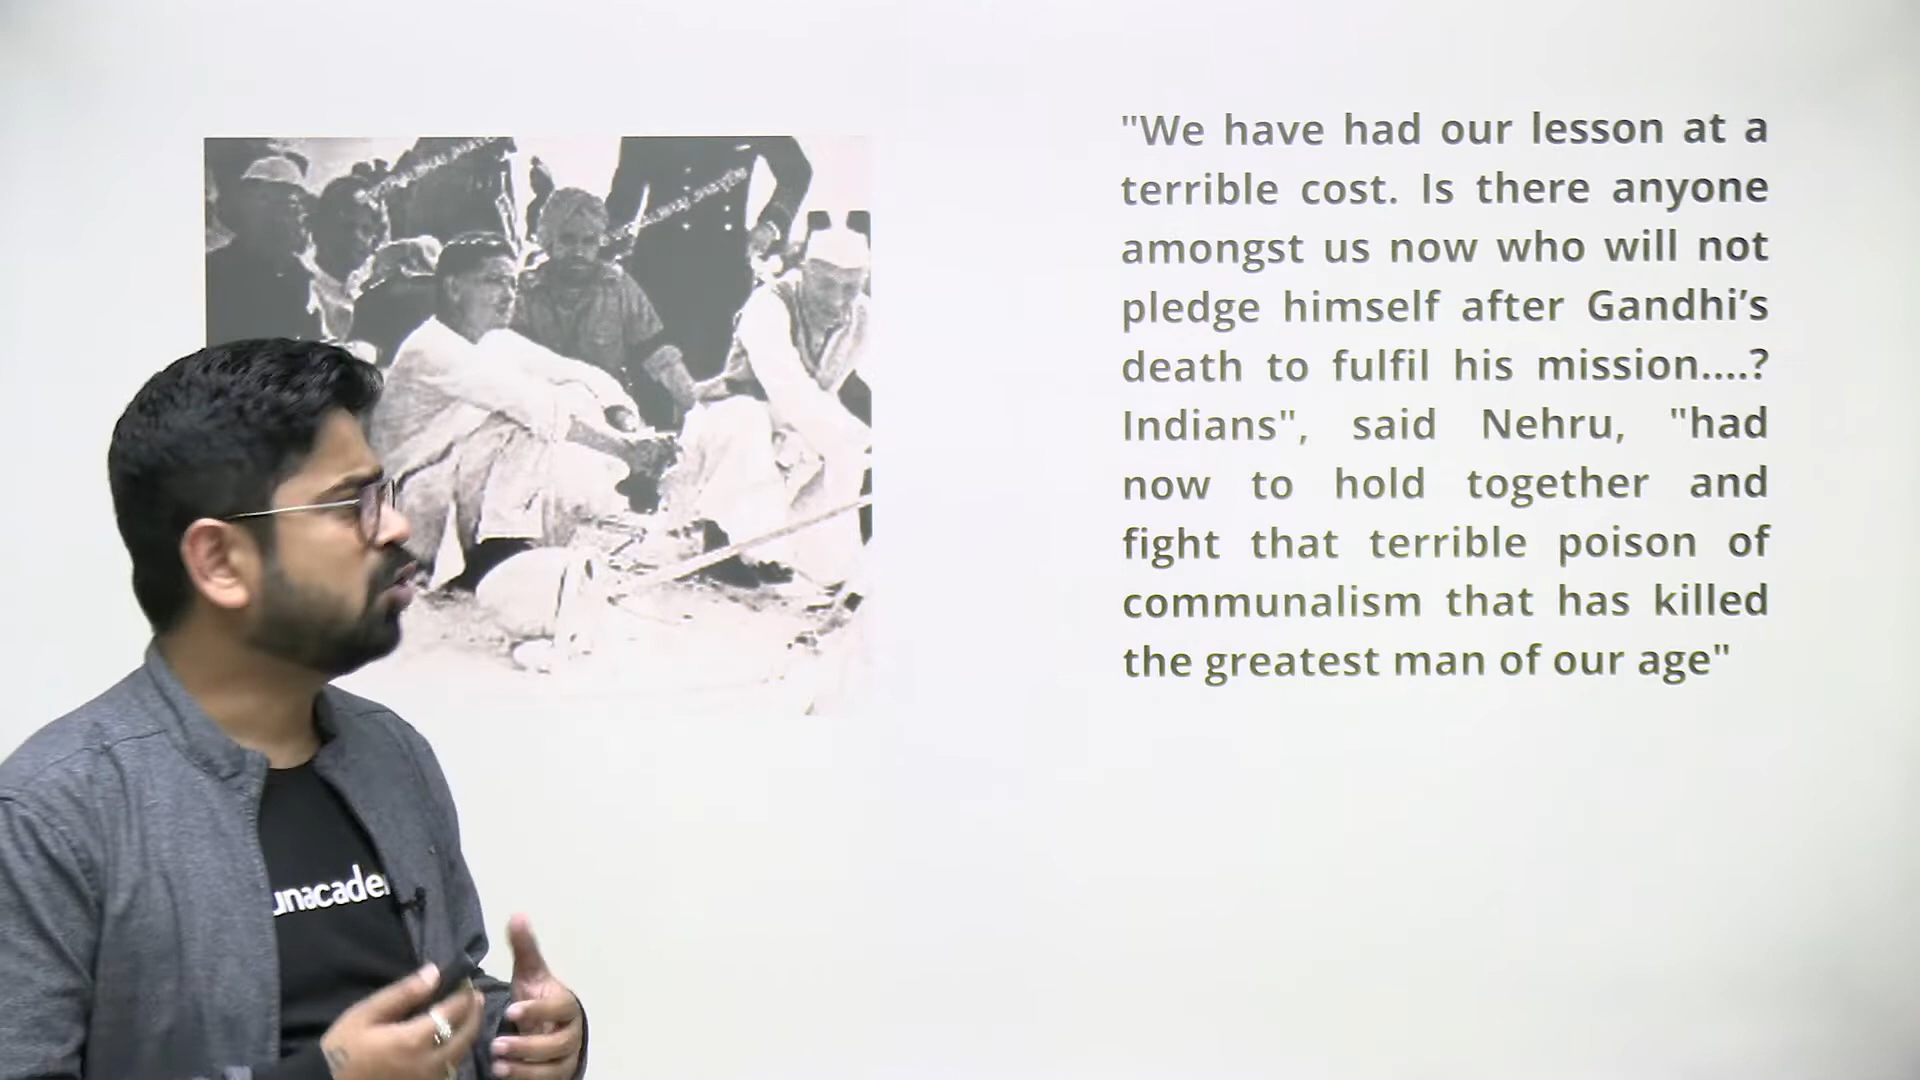 "We have had our lesson at a
terrible cost. Is there anyone
amongst us now who will not
pledge himself after Gandhi’s
death to fulfil his mission....?
Indians", said Nehru, "had
now to hold together and
fight that terrible poison of
communalism that has killed
the greatest man of our age"
unacade